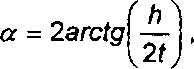 α = 2arctg(h/2t),